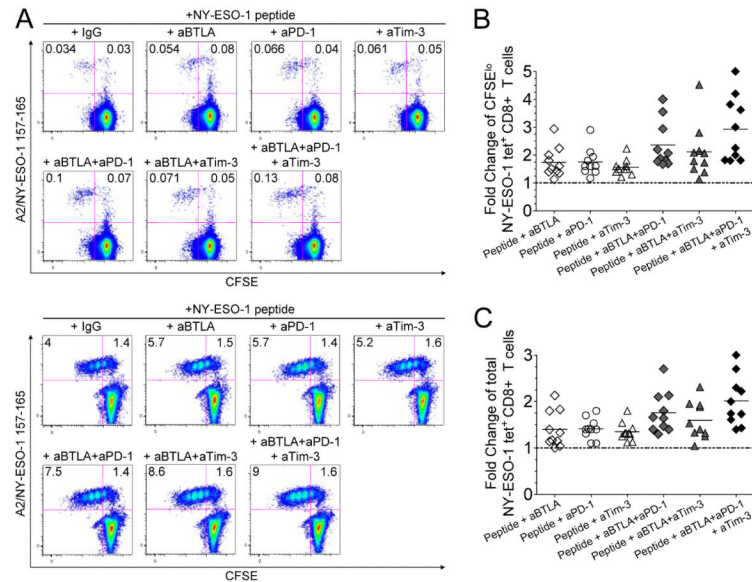 A
+NY-ESO-1 peptide
+ IgG + aBTLA + aPD-1 + aTim-3
0.034 0.03 0.054 0.08 0.066 0.04 0.061 0.05
+ aBTLA+aPD-1
+ aBTLA+aPD-1 + aBTLA+aTim-3 + aTim-3
0.1 0.07 0.071 0.05 0.13 0.08
A2/NY-ESO-1 157-165
CFSE
+NY-ESO-1 peptide
+ IgG + aBTLA + aPD-1 + aTim-3
4 1.4 5.7 1.5 5.7 1.4 5.2 1.6
+ aBTLA+aPD-1
+ aBTLA+aPD-1 + aBTLA+aTim-3 + aTim-3
7.5 1.4 8.6 1.6 9 1.6
A2/NY-ESO-1 157-165
CFSE
B
Fold Change of CFSElo
NY-ESO-1 tet+ CD8+ T cells
5
4
3
2
1
0
Peptide + aBTLA
Peptide + aPD-1
Peptide + aTim-3
Peptide + aBTLA+aPD-1
Peptide + aBTLA+aTim-3
Peptide + aBTLA+aPD-1
+ aTim-3
C
Fold Change of total
NY-ESO-1 tet+ CD8+ T cells
3
2
1
0
Peptide + aBTLA
Peptide + aPD-1
Peptide + aTim-3
Peptide + aBTLA+aPD-1
Peptide + aBTLA+aTim-3
Peptide + aBTLA+aPD-1
+ aTim-3